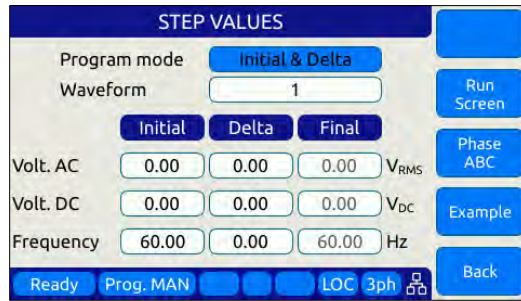 STEP VALUES
Program mode Initial & Delta
Waveform 1
Initial Delta Final
Volt. AC 0.00 0.00 0.00 VRMS
Volt. DC 0.00 0.00 0.00 VDC
Frequency 60.00 0.00 60.00 Hz
Ready Prog. MAN LOC 3ph
Run
Screen
Phase
ABC
Example
Back